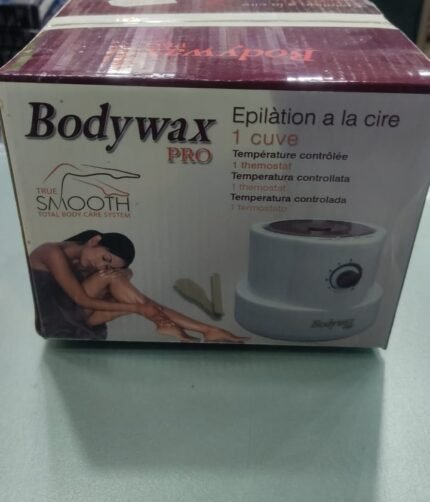 Bodywax
Bodywax
PRO
TRUE
SMOOTH
TOTAL BODY CARE SYSTEM
Epilàtion a la cire
1 cuve
Température contrôlée
1 themostat
Temperatura controllata
1 themostat
Temperatura controlada
1 termostato
Bodywax